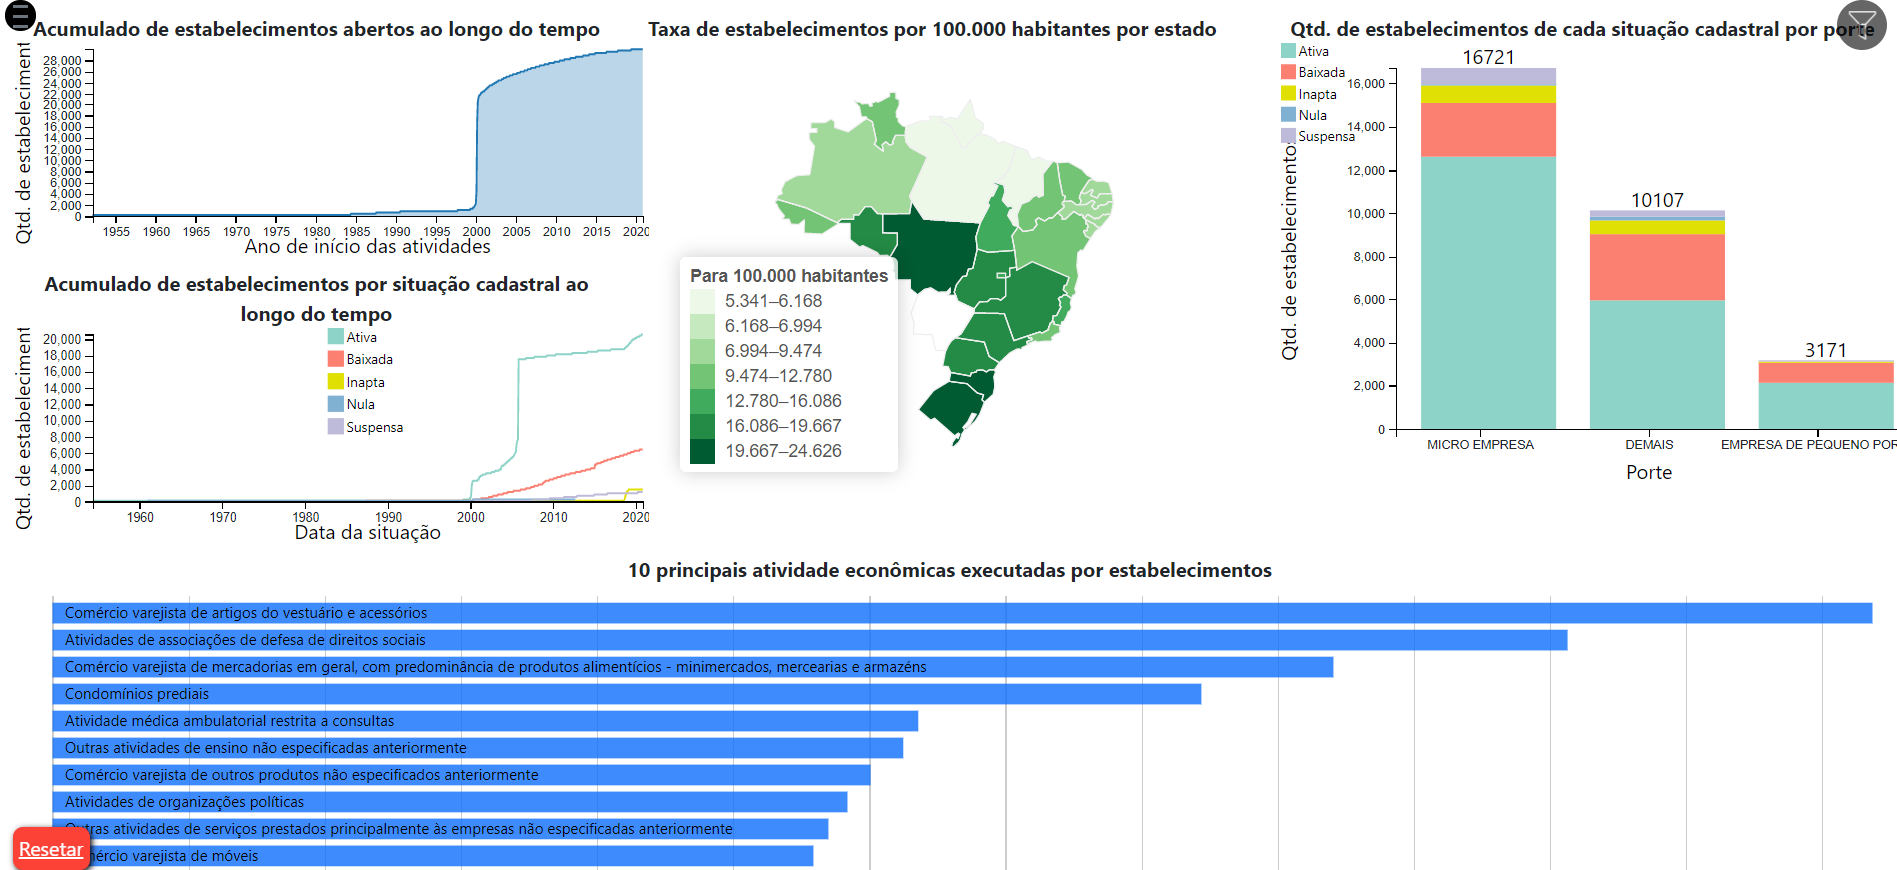 Acumulado de estabelecimentos abertos ao longo do tempo
Qtd. de estabeleciment
28,000
26,000
24,000
22,000
20,000
18,000
16,000
14,000
12,000
10,000
8,000
6,000
4,000
2,000
0
1955 1960 1965 1970 1975 1980 1985 1990 1995 2000 2005 2010 2015 2020
Ano de início das atividades
Acumulado de estabelecimentos por situação cadastral ao
longo do tempo
Qtd. de estabeleciment
20,000
18,000
16,000
14,000
12,000
10,000
8,000
6,000
4,000
2,000
0
Ativa
Baixada
Inapta
Nula
Suspensa
1960 1970 1980 1985 1990 2000 2010 2020
Data da situação
Taxa de estabelecimentos por 100.000 habitantes por estado
Para 100.000 habitantes
5.341–6.168
6.168–6.994
6.994–9.474
9.474–12.780
12.780–16.086
16.086–19.667
19.667–24.626
Qtd. de estabelecimentos de cada situação cadastral por porte
Ativa
Baixada
Inapta
Nula
Suspensa
Qtd. de estabelecimento
16,000
14,000
12,000
10,000
8,000
6,000
4,000
2,000
0
16721
10107
3171
MICRO EMPRESA DEMAIS EMPRESA DE PEQUENO POR
Porte
10 principais atividade econômicas executadas por estabelecimentos
Comércio varejista de artigos do vestuário e acessórios
Atividades de associações de defesa de direitos sociais
Comércio varejista de mercadorias em geral, com predominância de produtos alimentícios - minimercados, mercearias e armazéns
Condomínios prediais
Atividade médica ambulatorial restrita a consultas
Outras atividades de ensino não especificadas anteriormente
Comércio varejista de outros produtos não especificados anteriormente
Atividades de organizações políticas
Outras atividades de serviços prestados principalmente às empresas não especificadas anteriormente
mércio varejista de móveis
Resetar